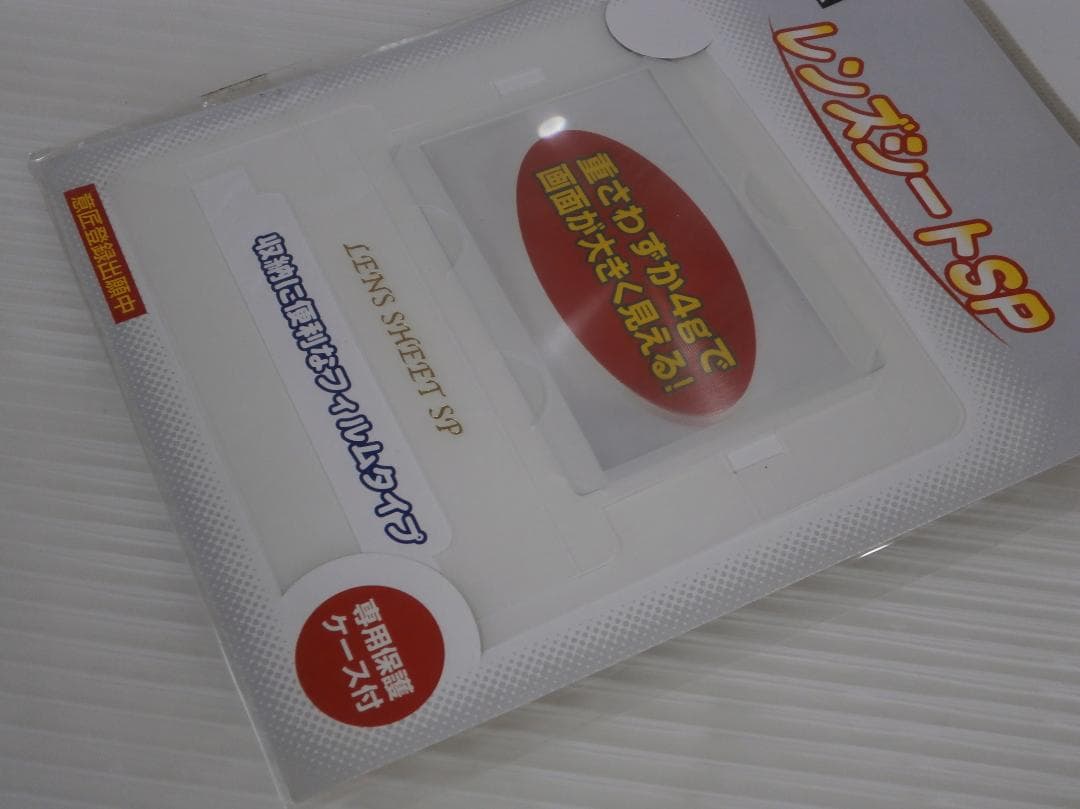 レンズシートSP
重さわずか4gで
画面が大きく見える!
LENS SHEET SP
収納に便利なフィルムタイプ
意匠登録出願中
専用保護
ケース付